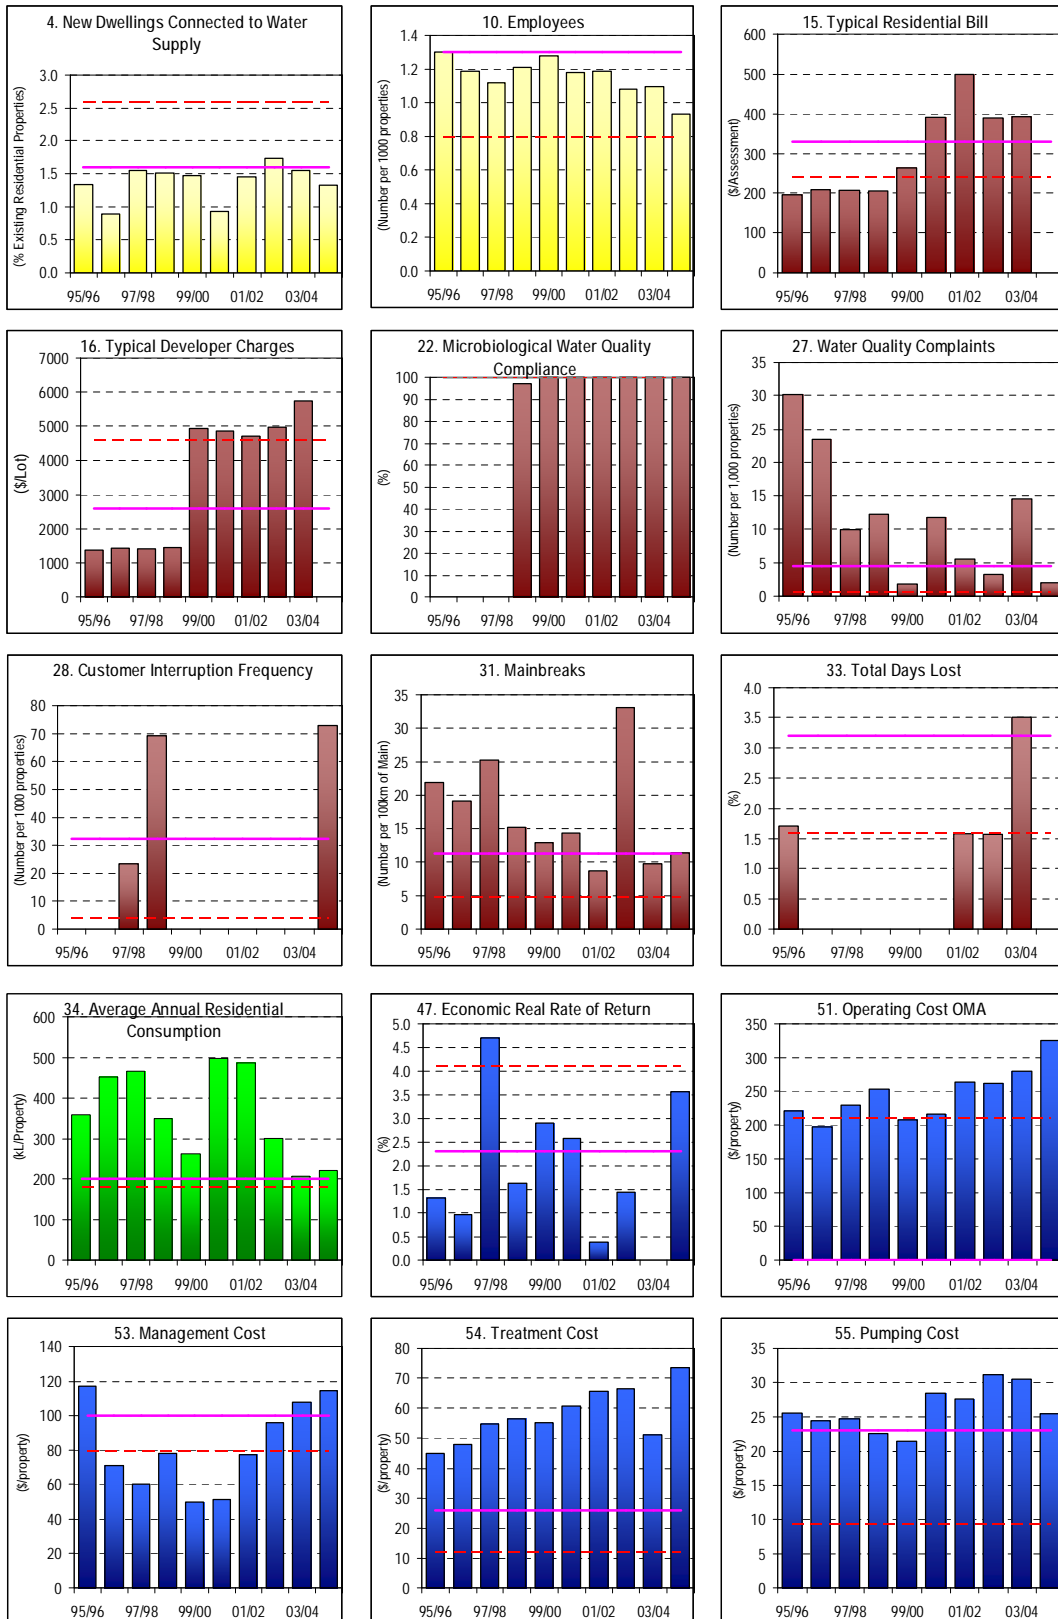 4. New Dwellings Connected to Water
Supply
(% Existing Residential Properties)
3.0
2.5
2.0
1.5
1.0
0.5
0.0
95/96 97/98 99/00 01/02 03/04
10. Employees
(Number per 1000 properties)
1.4
1.2
1.0
0.8
0.6
0.4
0.2
0.0
95/96 97/98 99/00 01/02 03/04
15. Typical Residential Bill
($/Assessment)
600
500
400
300
200
100
0
95/96 97/98 99/00 01/02 03/04
16. Typical Developer Charges
($/Lot)
7000
6000
5000
4000
3000
2000
1000
0
95/96 97/98 99/00 01/02 03/04
22. Microbiological Water Quality
Compliance
(%)
100
90
80
70
60
50
40
30
20
10
0
95/96 97/98 99/00 01/02 03/04
27. Water Quality Complaints
(Number per 1,000 properties)
35
30
25
20
15
10
5
0
95/96 97/98 99/00 01/02 03/04
28. Customer Interruption Frequency
(Number per 1000 properties)
80
70
60
50
40
30
20
10
0
95/96 97/98 99/00 01/02 03/04
31. Mainbreaks
(Number per 100km of Main)
35
30
25
20
15
10
5
0
95/96 97/98 99/00 01/02 03/04
33. Total Days Lost
(%)
4.0
3.5
3.0
2.5
2.0
1.5
1.0
0.5
0.0
95/96 97/98 99/00 01/02 03/04
34. Average Annual Residential
Consumption
(kL/Property)
600
500
400
300
200
100
0
95/96 97/98 99/00 01/02 03/04
47. Economic Real Rate of Return
(%)
5.0
4.5
4.0
3.5
3.0
2.5
2.0
1.5
1.0
0.5
0.0
95/96 97/98 99/00 01/02 03/04
51. Operating Cost OMA
($/property)
350
300
250
200
150
100
50
0
95/96 97/98 99/00 01/02 03/04
53. Management Cost
($/property)
140
120
100
80
60
40
20
0
95/96 97/98 99/00 01/02 03/04
54. Treatment Cost
($/property)
80
70
60
50
40
30
20
10
0
95/96 97/98 99/00 01/02 03/04
55. Pumping Cost
($/property)
35
30
25
20
15
10
5
0
95/96 97/98 99/00 01/02 03/04